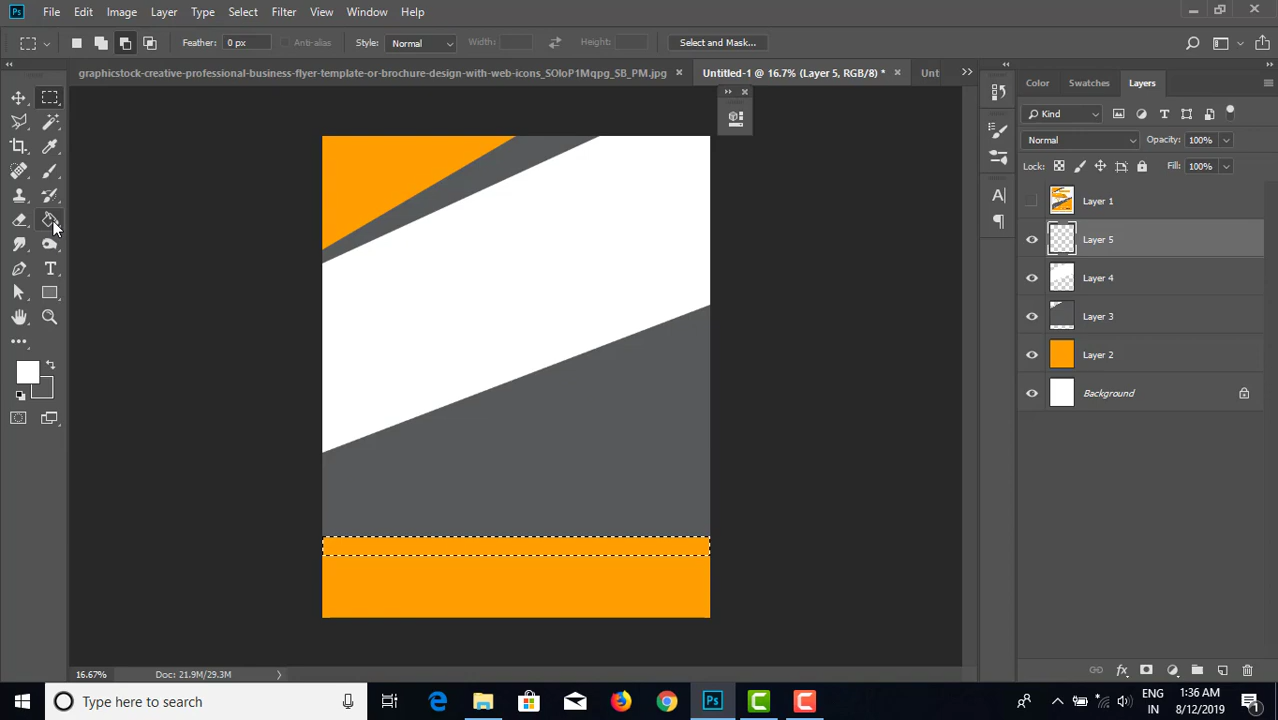 Ps File Edit Image Layer Type Select Filter View Window Help
Feather: 0 px Anti-alias Style: Normal Width: Height: Select and Mask...
graphicstock-creative-professional-business-flyer-template-or-brochure-design-with-web-icons_SOIoP1Mqpg_SB_PM.jpg × Untitled-1 @ 16.7% (Layer 5, RGB/8) * × Unt
Color Swatches Layers
Kind
Normal Opacity: 100%
Lock: Fill: 100%
Layer 1
Layer 5
Layer 4
Layer 3
Layer 2
Background
16.67% Doc: 21.9M/29.3M
Type here to search
ENG
IN
1:36 AM
8/12/2019
1